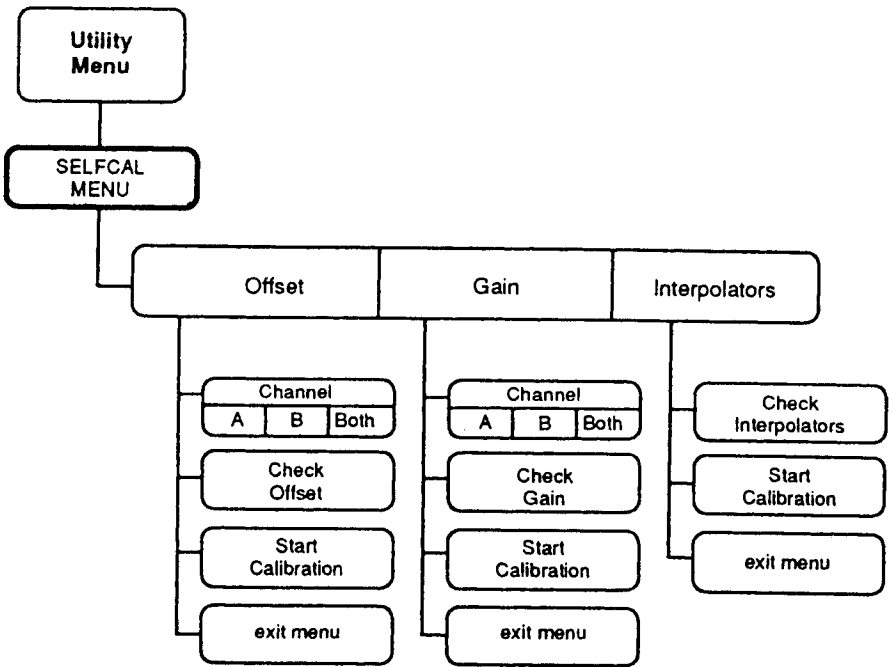 Utility
Menu
SELFCAL
MENU
Offset
Gain
Interpolators
Channel
A B Both
Check
Offset
Start
Calibration
exit menu
Channel
A B Both
Check
Gain
Start
Calibration
exit menu
Check
Interpolators
Start
Calibration
exit menu